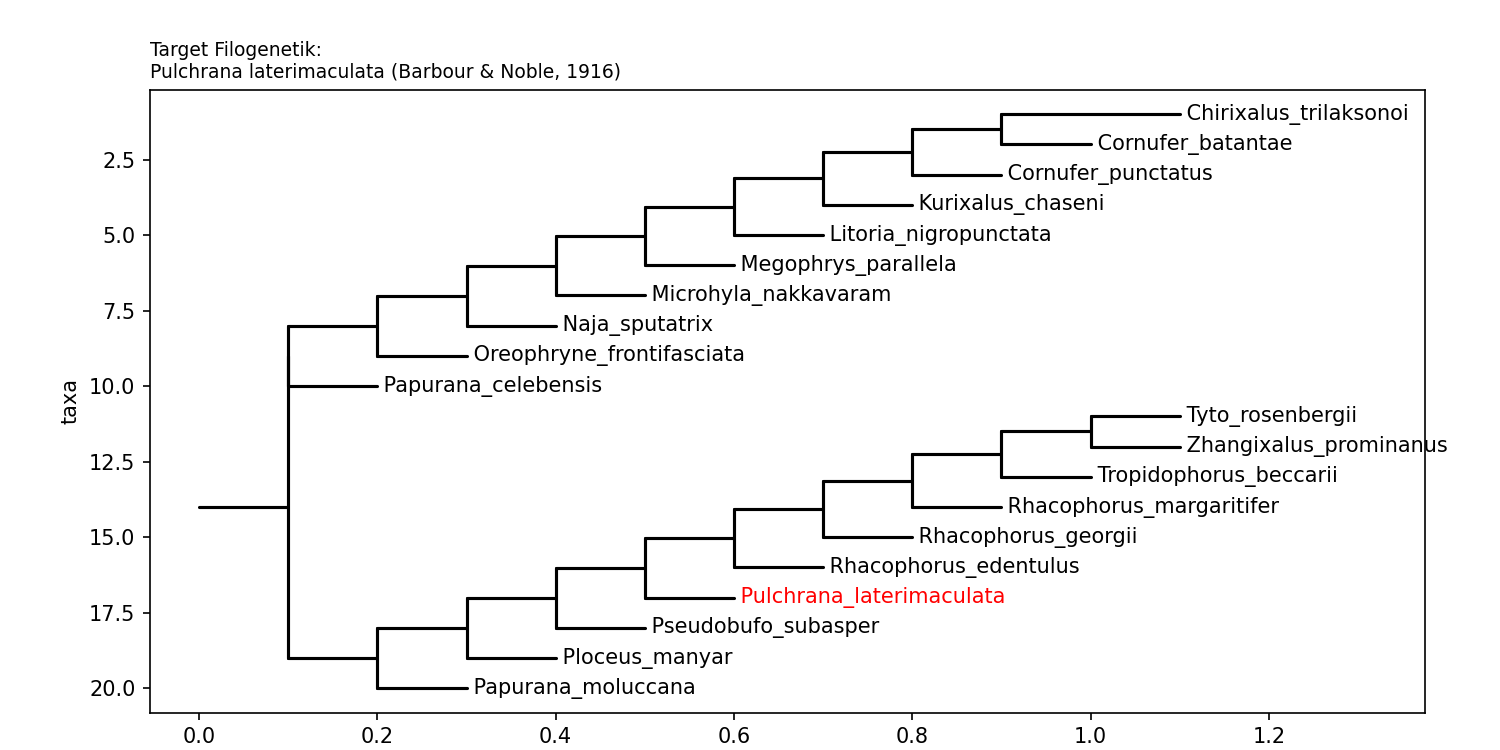 Target Filogenetik:
Pulchrana laterimaculata (Barbour & Noble, 1916)
Chirixalus_trilaksonoi
Cornufer_batantae
2.5
Cornufer_punctatus
Kurixalus_chaseni
5.0
Litoria_nigropunctata
Megophrys_parallela
Microhyla_nakkavaram
7.5
Naja_sputatrix
Oreophryne_frontifasciata
10.0
Papurana_celebensis
taxa
Tyto_rosenbergii
Zhangixalus_prominanus
12.5
Tropidophorus_beccarii
Rhacophorus_margaritifer
15.0
Rhacophorus_georgii
Rhacophorus_edentulus
Pulchrana_laterimaculata
17.5
Pseudobufo_subasper
Ploceus_manyar
20.0
Papurana_moluccana
0.0 0.2 0.4 0.6 0.8 1.0 1.2